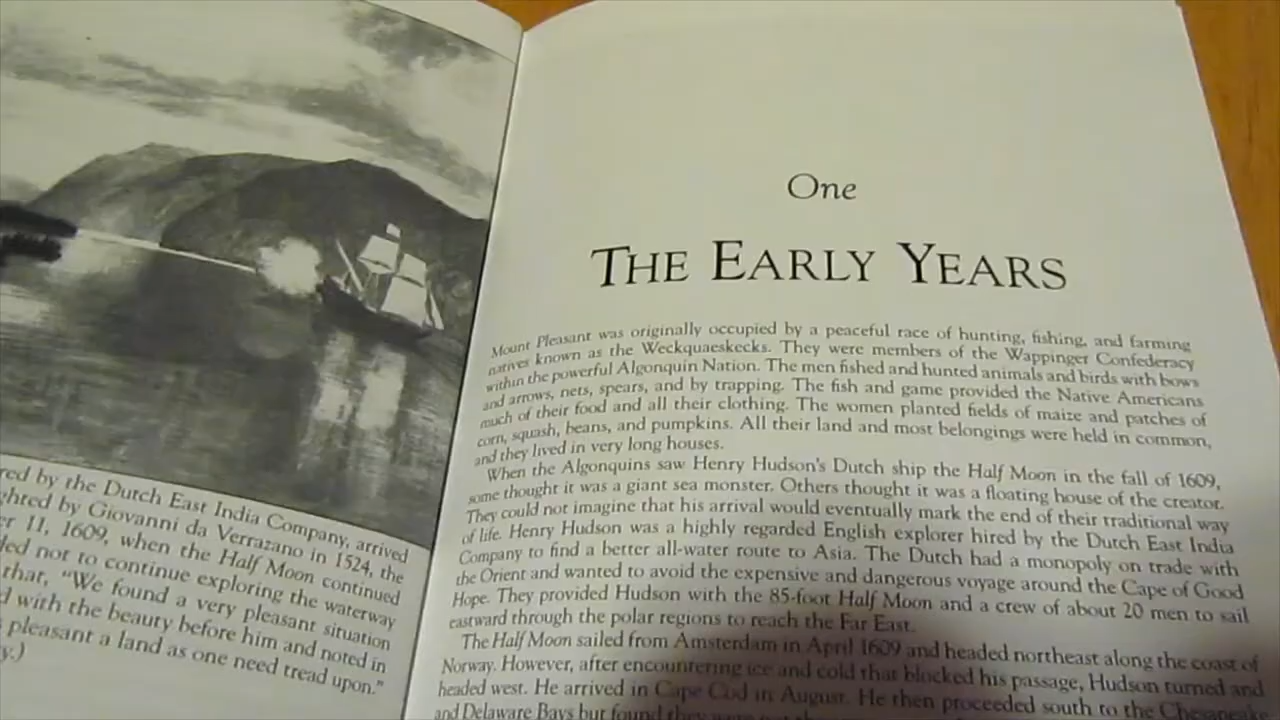 red by the Dutch East India Company, arrived
ghted by Giovanni da Verrazano in 1524, the
r 11, 1609, when the Half Moon continued
ded not to continue exploring the waterway
that, "We found a very pleasant situation
d with the beauty before him and noted in
pleasant a land as one need tread upon."
y.)
One
THE EARLY YEARS
Mount Pleasant was originally occupied by a peaceful race of hunting, fishing, and farming
natives known as the Weckquaeskecks. They were members of the Wappinger Confederacy
within the powerful Algonquin Nation. The men fished and hunted animals and birds with bows
and arrows, nets, spears, and by trapping. The fish and game provided the Native Americans
much of their food and all their clothing. The women planted fields of maize and patches of
corn, squash, beans, and pumpkins. All their land and most belongings were held in common,
and they lived in very long houses.
When the Algonquins saw Henry Hudson's Dutch ship the Half Moon in the fall of 1609,
some thought it was a giant sea monster. Others thought it was a floating house of the creator.
They could not imagine that his arrival would eventually mark the end of their traditional way
of life. Henry Hudson was a highly regarded English explorer hired by the Dutch East India
Company to find a better all-water route to Asia. The Dutch had a monopoly on trade with
the Orient and wanted to avoid the expensive and dangerous voyage around the Cape of Good
Hope. They provided Hudson with the 85-foot Half Moon and a crew of about 20 men to sail
eastward through the polar regions to reach the Far East.
The Half Moon sailed from Amsterdam in April 1609 and headed northeast along the coast of
Norway. However, after encountering ice and cold that blocked his passage, Hudson turned and
headed west. He arrived in Cape Cod in August. He then proceeded south to the Chesapeake
and Delaware Bays but found they were not